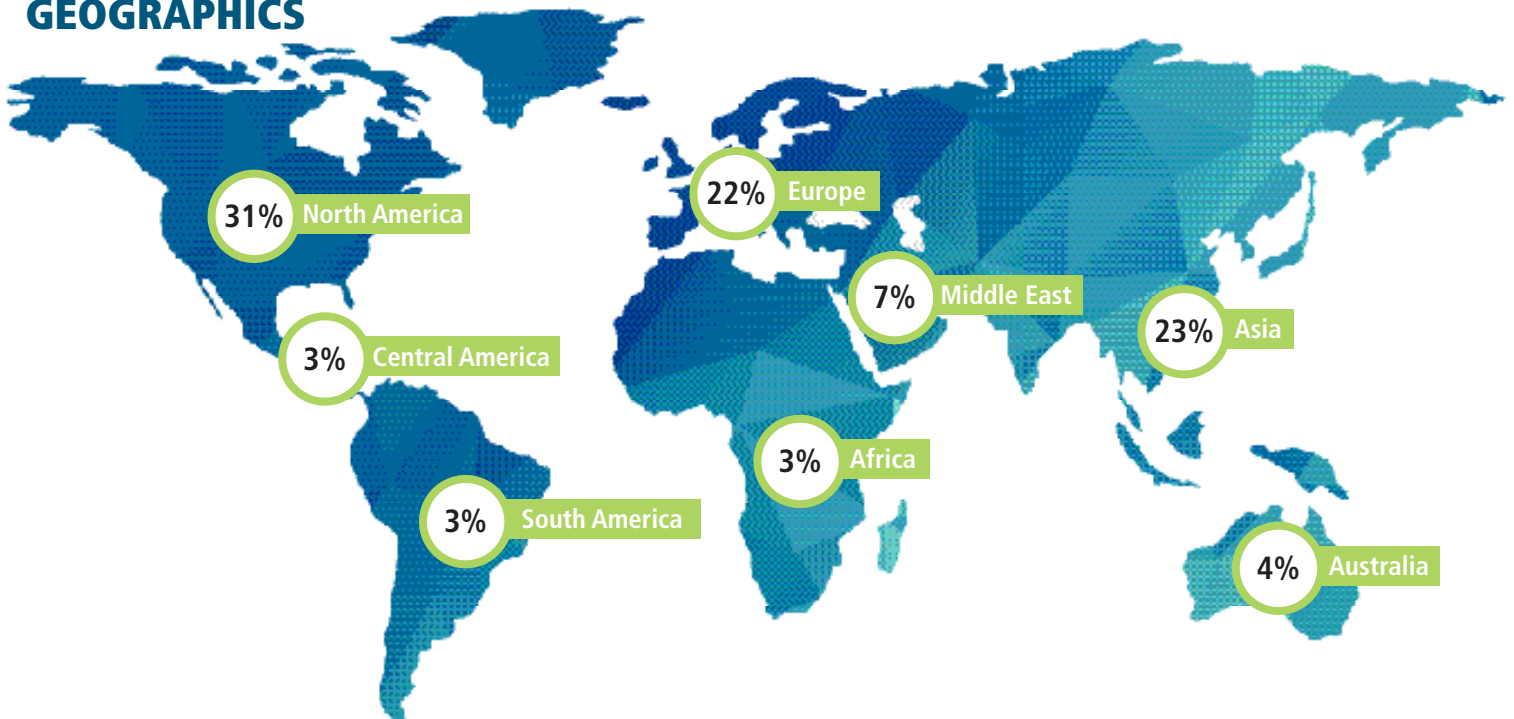 GEOGRAPHICS
31% North America
22% Europe
7% Middle East
23% Asia
3% Central America
3% Africa
3% South America
4% Australia